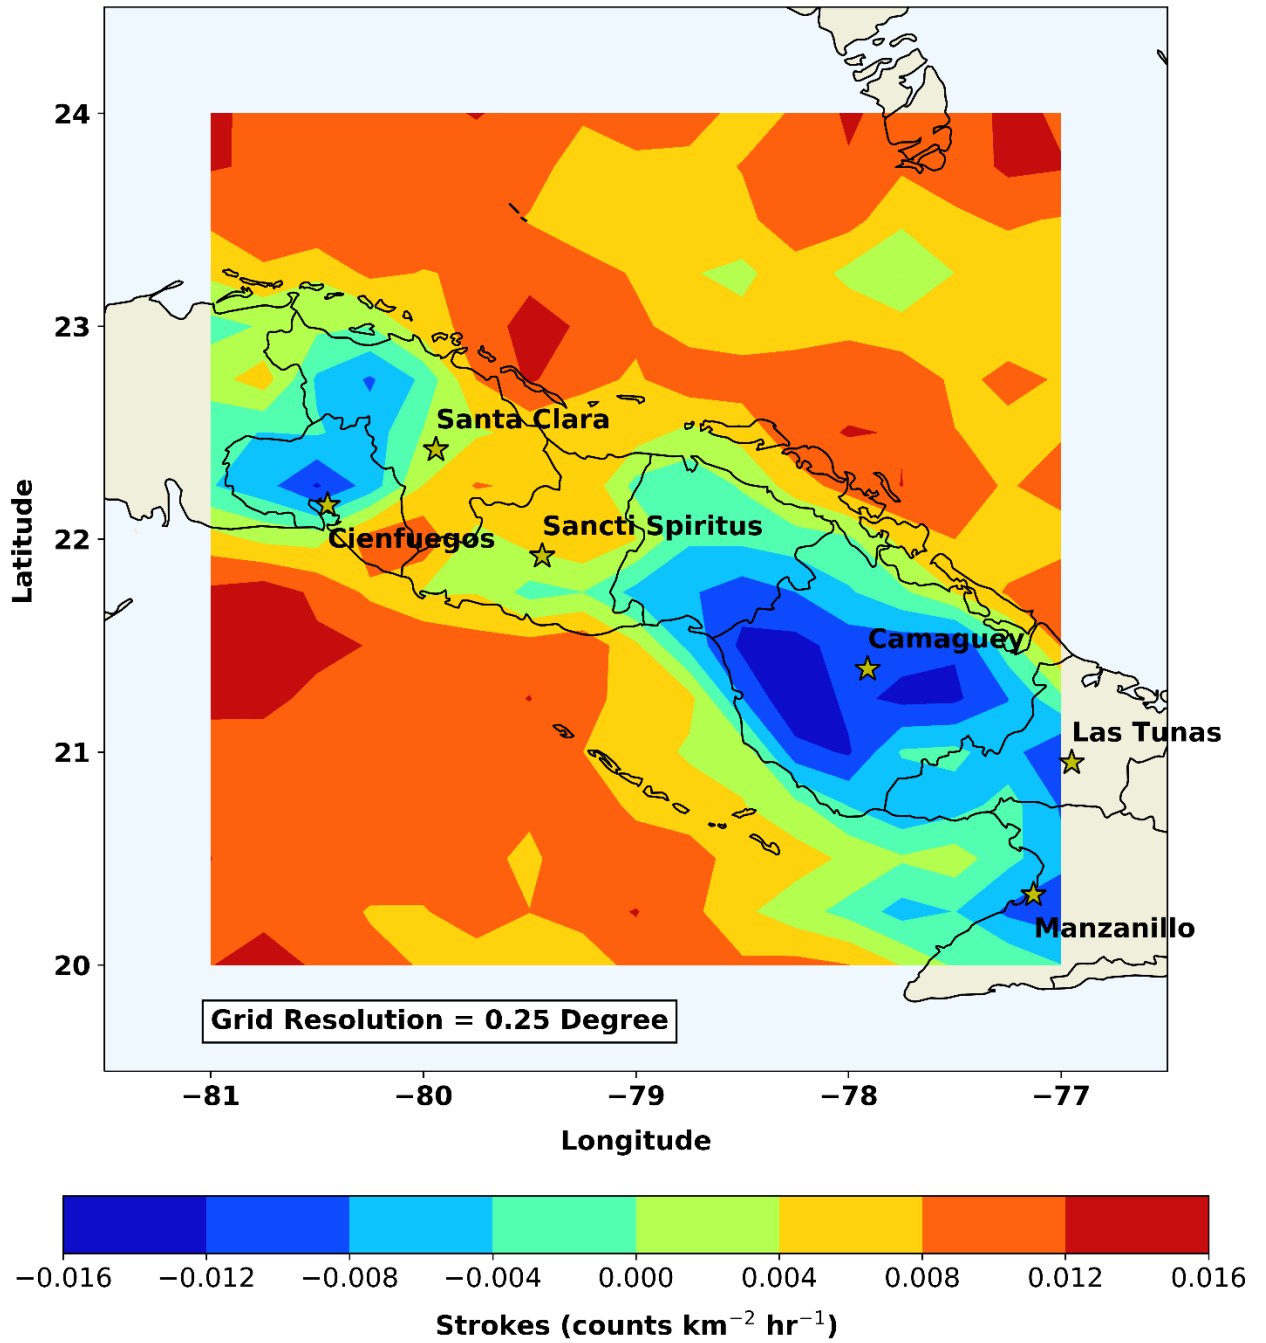 24
23
22
21
20
Latitude
Santa Clara
Cienfuegos
Sancti Spiritus
Camaguey
Las Tunas
Manzanillo
Grid Resolution = 0.25 Degree
−81 −80 −79 −78 −77
Longitude
−0.016 −0.012 −0.008 −0.004 0.000 0.004 0.008 0.012 0.016
Strokes (counts km⁻² hr⁻¹)